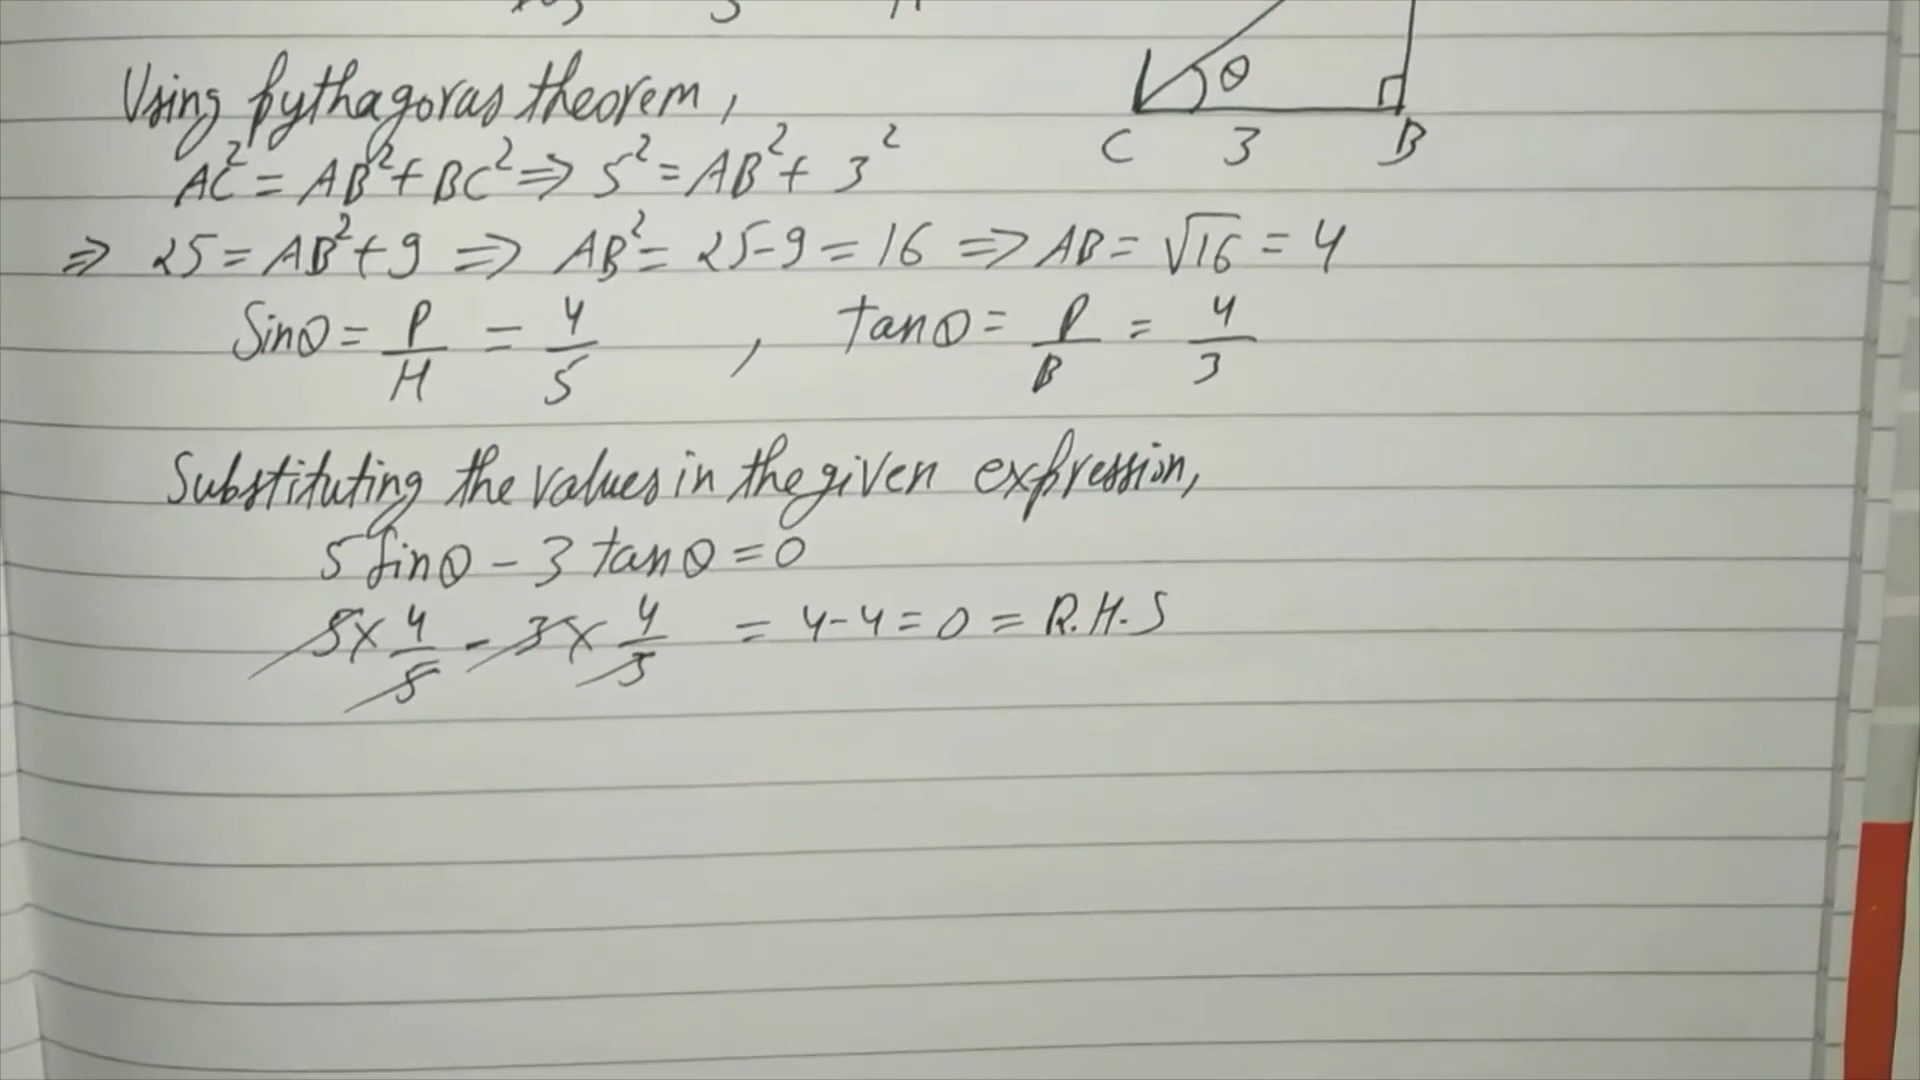 Using pythagoras theorem,
θ
C 3 B
AC² = AB² + BC² ⇒ 5² = AB² + 3²
⇒ 25 = AB² + 9 ⇒ AB² = 25-9 = 16 ⇒ AB = √16 = 4
Sinθ = P/H = 4/5 , tanθ = P/B = 4/3
Substituting the values in the given expression,
5 Sinθ - 3 tanθ = 0
5 × 4/5 - 3 × 4/3 = 4-4 = 0 = R.H.S